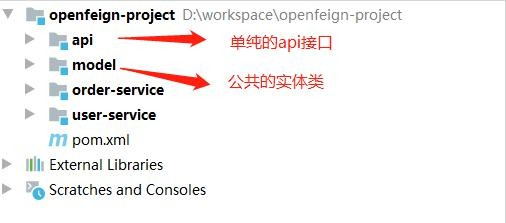 openfeign-project D:\workspace\openfeign-project
api
单纯的api接口
model
公共的实体类
order-service
user-service
m pom.xml
External Libraries
Scratches and Consoles